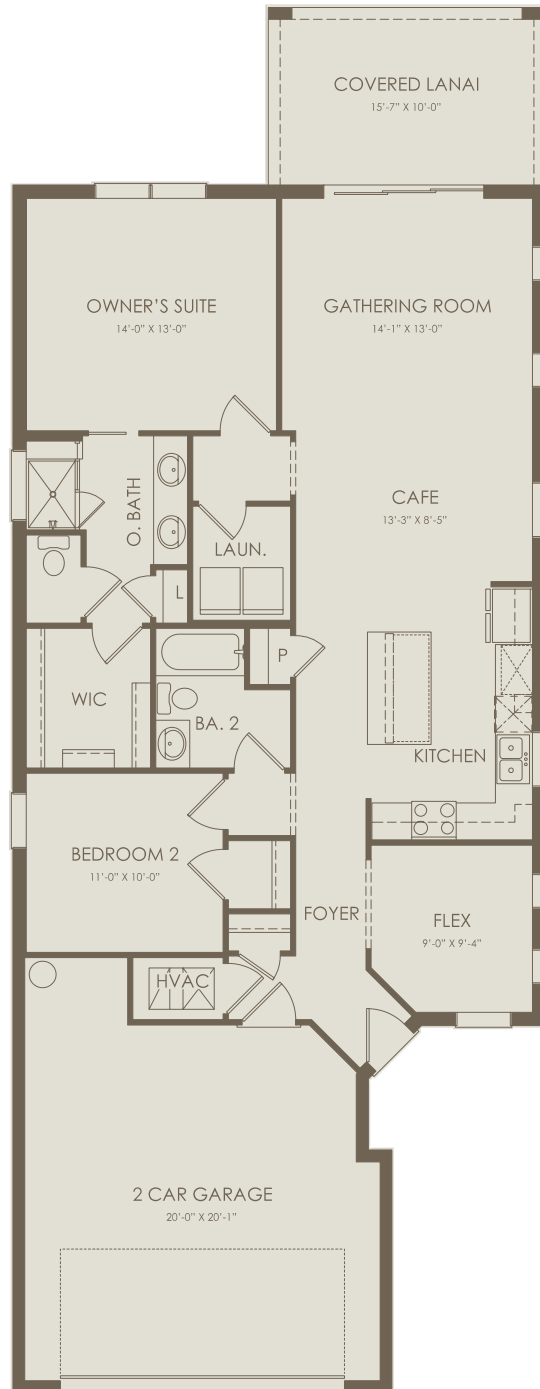 COVERED LANAI
15'-7" X 10'-0"
OWNER'S SUITE
14'-0" X 13'-0"
GATHERING ROOM
14'-1" X 13'-0"
O. BATH
CAFE
13'-3" X 8'-5"
LAUN.
L
P
WIC
BA. 2
KITCHEN
BEDROOM 2
11'-0" X 10'-0"
FOYER
FLEX
9'-0" X 9'-4"
HVAC
2 CAR GARAGE
20'-0" X 20'-1"